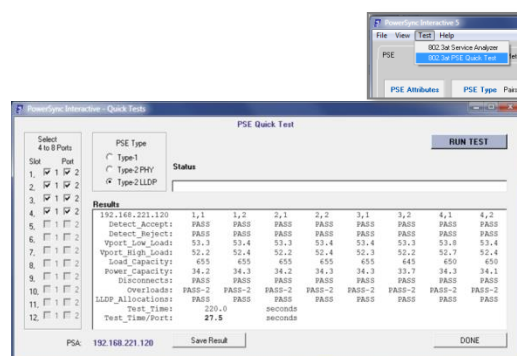 PowerSync Interactive 5
File View Test Help
802.3at Service Analyzer
802.3at PSE Quick Test
PSE
PSE Attributes
PSE Type
PowerSync Interactive - Quick Tests
PSE Quick Test
Select
4 to 8 Ports
Slot Port
1. 1 2
2. 1 2
3. 1 2
4. 1 2
5. 1 2
6. 1 2
7. 1 2
8. 1 2
9. 1 2
10. 1 2
11. 1 2
12. 1 2
PSE Type
Type-1
Type-2 PHY
Type-2 LLDP
RUN TEST
Status
Results
192.168.221.120 1,1 1,2 2,1 2,2 3,1 3,2 4,1 4,2
Detect_Accept: PASS PASS PASS PASS PASS PASS PASS PASS
Detect_Reject: PASS PASS PASS PASS PASS PASS PASS PASS
Vport_Low_Load: 53.3 53.4 53.3 53.4 53.4 53.3 53.8 53.4
Vport_High_Load: 52.2 52.4 52.2 52.4 52.3 52.2 52.7 52.4
Load_Capacity: 655 655 655 655 655 645 650 650
Power_Capacity: 34.2 34.3 34.2 34.3 34.3 33.7 34.3 34.1
Disconnects: PASS PASS PASS PASS PASS PASS PASS PASS
Overloads: PASS-2 PASS-2 PASS-2 PASS-2 PASS-2 PASS-2 PASS-2 PASS-2
LLDP_Allocations: PASS PASS PASS PASS PASS PASS PASS PASS
Test_Time: 220.0 seconds
Test_Time/Port: 27.5 seconds
PSA: 192.168.221.120
Save Result
DONE